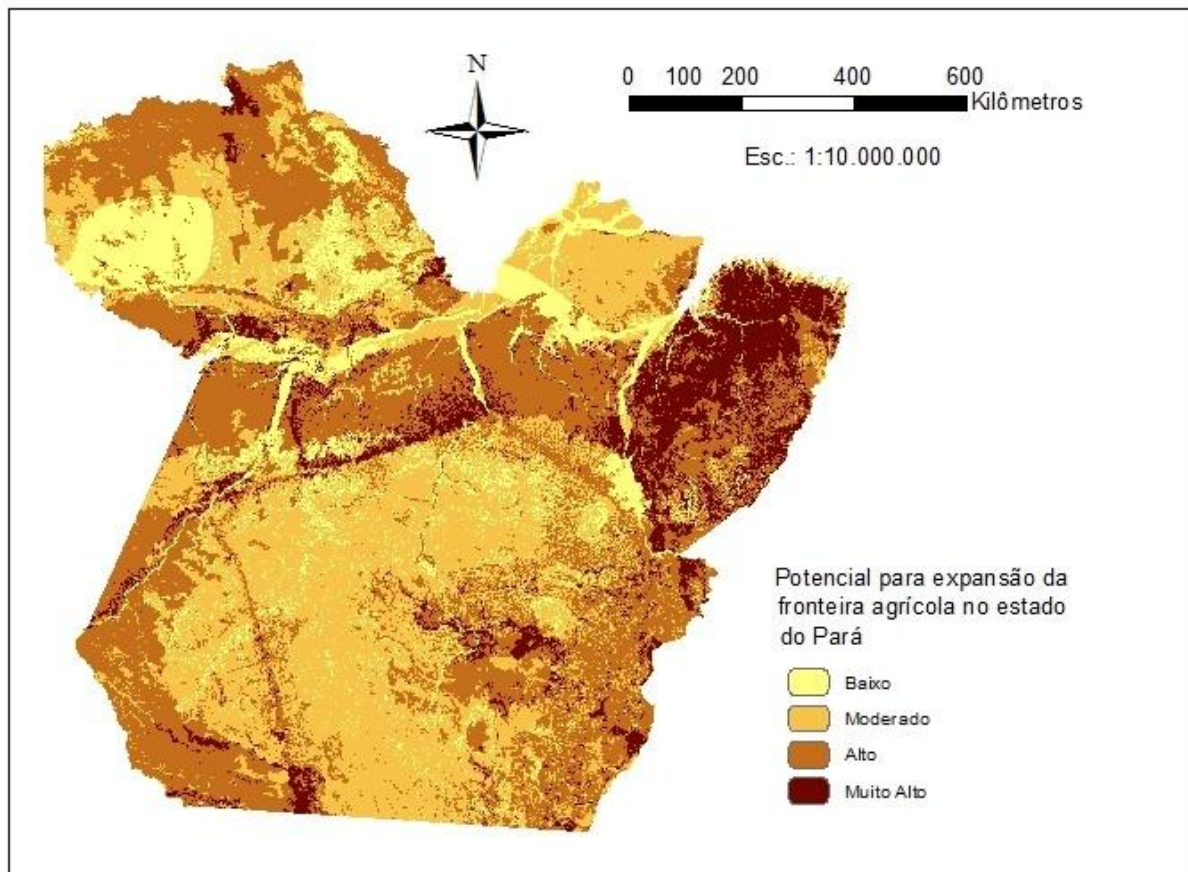 N
0 100 200 400 600
Kilômetros
Esc.: 1:10.000.000
Potencial para expansão da
fronteira agrícola no estado
do Pará
Baixo
Moderado
Alto
Muito Alto